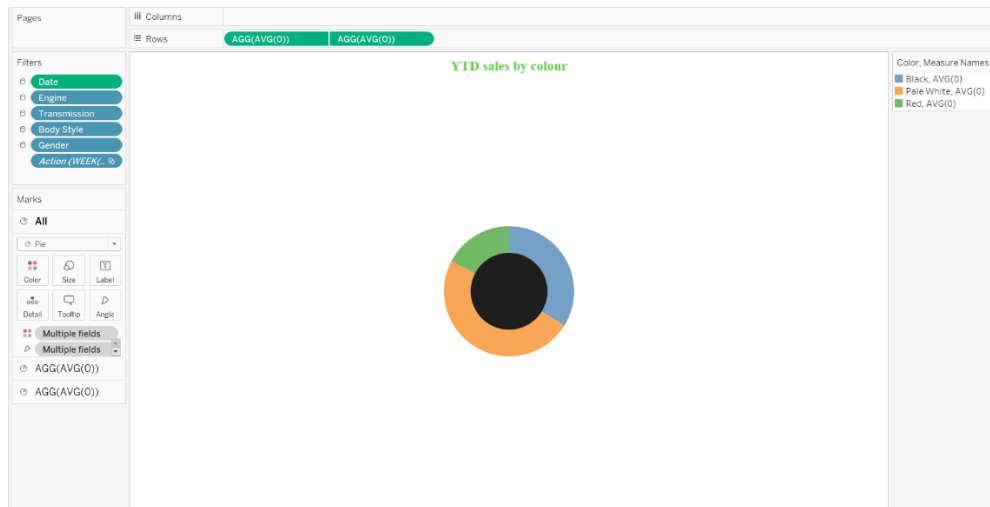 Pages
Columns
Rows
AGG(AVG(0))
AGG(AVG(0))
Filters
Date
Engine
Transmission
Body Style
Gender
Action (WEEK(..
Marks
All
Pie
Color
Size
Label
Detail
Tooltip
Angle
Multiple fields
Multiple fields
AGG(AVG(0))
AGG(AVG(0))
YTD sales by colour
Color, Measure Names
Black, AVG(0)
Pale White, AVG(0)
Red, AVG(0)